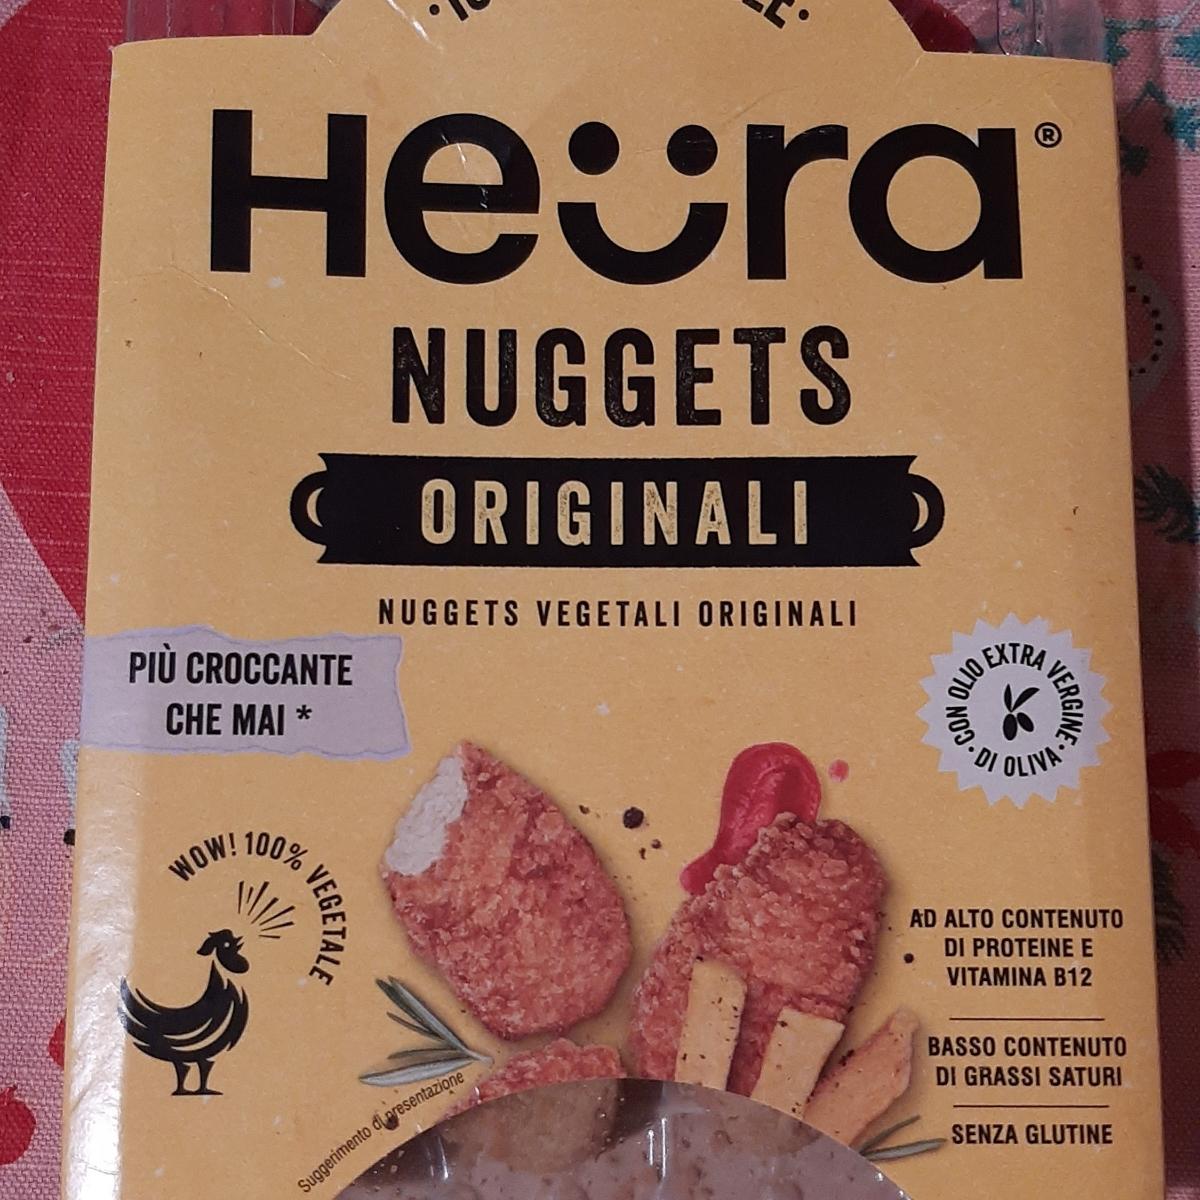 Heüra®
NUGGETS
ORIGINALI
NUGGETS VEGETALI ORIGINALI
PIÙ CROCCANTE
CHE MAI *
• CON OLIO EXTRA VERGINE •
DI OLIVA
WOW! 100% VEGETALE
AD ALTO CONTENUTO
DI PROTEINE E
VITAMINA B12
BASSO CONTENUTO
DI GRASSI SATURI
SENZA GLUTINE
Suggerimento di presentazione